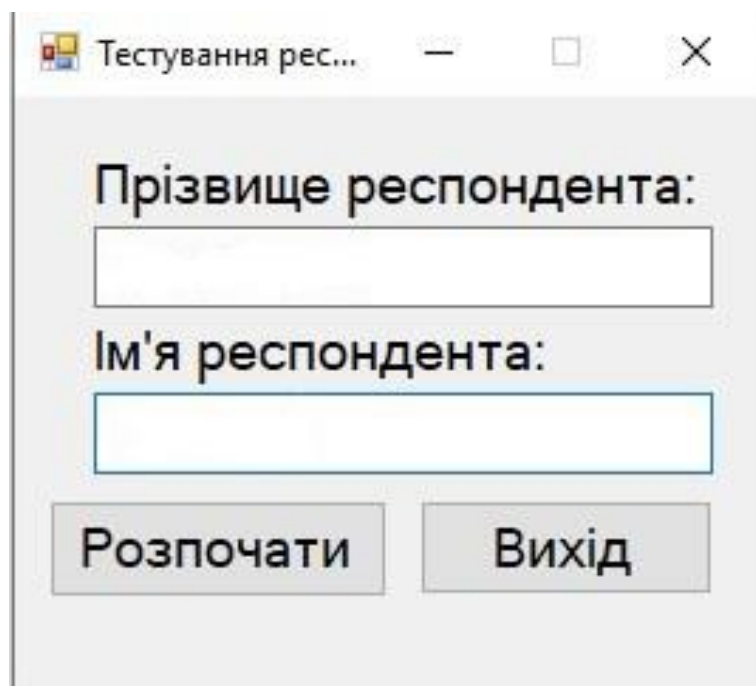 Тестування рес...
Прізвище респондента:
Ім'я респондента:
Розпочати Вихід